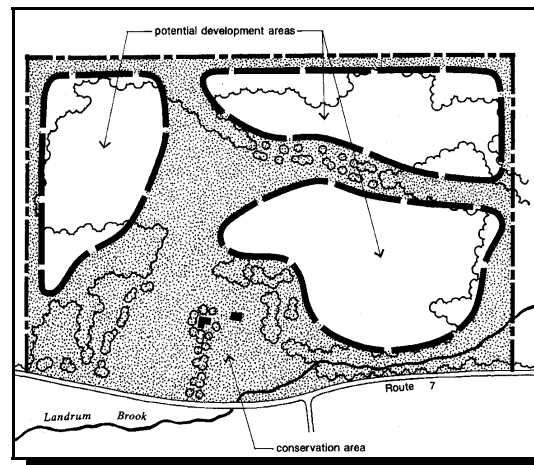 potential development areas
Route 7
Landrum Brook
conservation area